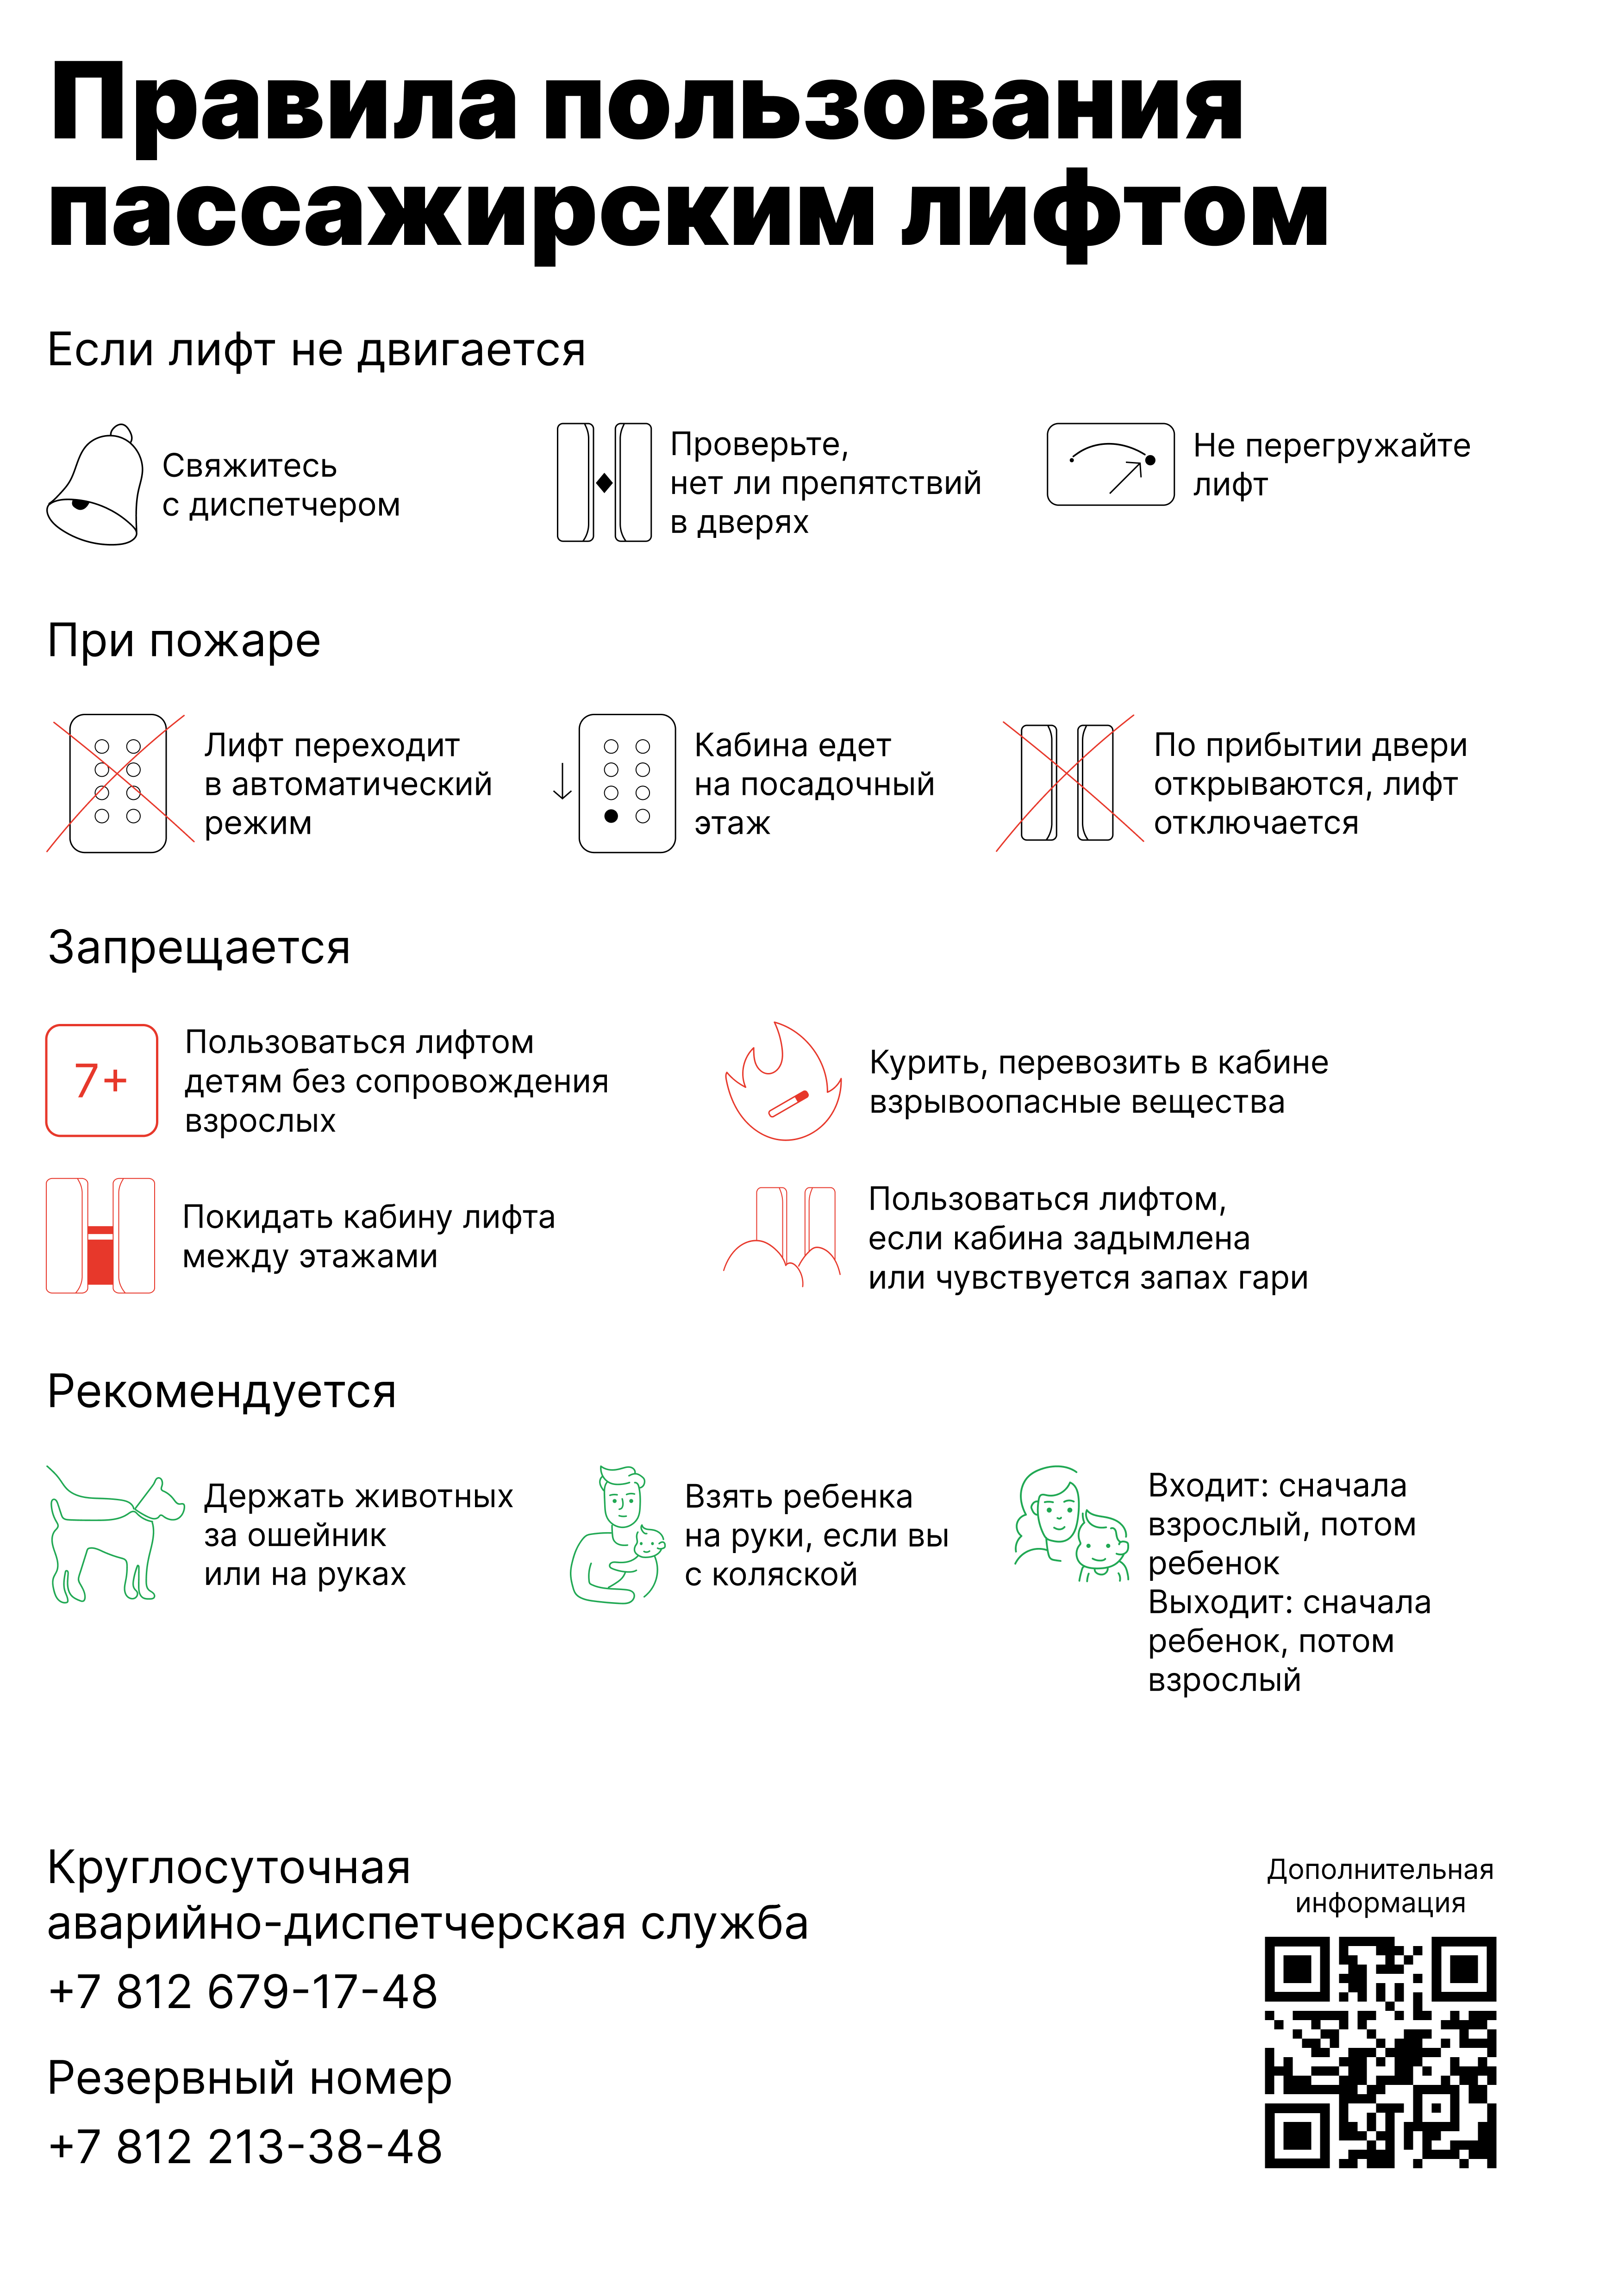 Правила пользования
пассажирским лифтом
Если лифт не двигается
Свяжитесь
с диспетчером
Проверьте,
нет ли препятствий
в дверях
Не перегружайте
лифт
При пожаре
Лифт переходит
в автоматический
режим
Кабина едет
на посадочный
этаж
По прибытии двери
открываются, лифт
отключается
Запрещается
7+
Пользоваться лифтом
детям без сопровождения
взрослых
Курить, перевозить в кабине
взрывоопасные вещества
Покидать кабину лифта
между этажами
Пользоваться лифтом,
если кабина задымлена
или чувствуется запах гари
Рекомендуется
Держать животных
за ошейник
или на руках
Взять ребенка
на руки, если вы
с коляской
Входит: сначала
взрослый, потом
ребенок
Выходит: сначала
ребенок, потом
взрослый
Круглосуточная
аварийно-диспетчерская служба
+7 812 679-17-48
Резервный номер
+7 812 213-38-48
Дополнительная
информация